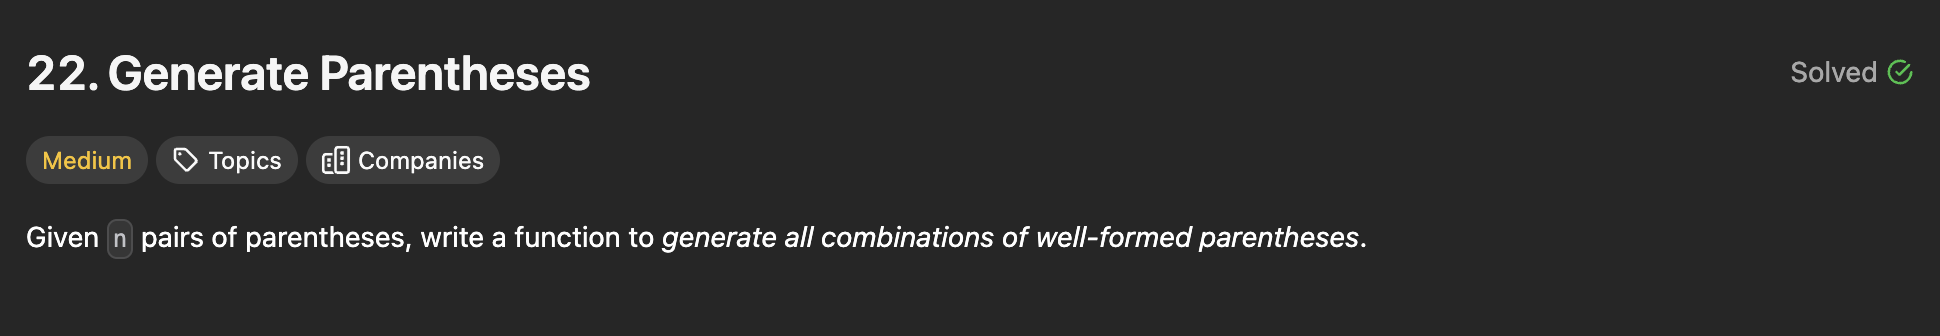 22. Generate Parentheses
Solved
Medium Topics Companies
Given n pairs of parentheses, write a function to generate all combinations of well-formed parentheses.